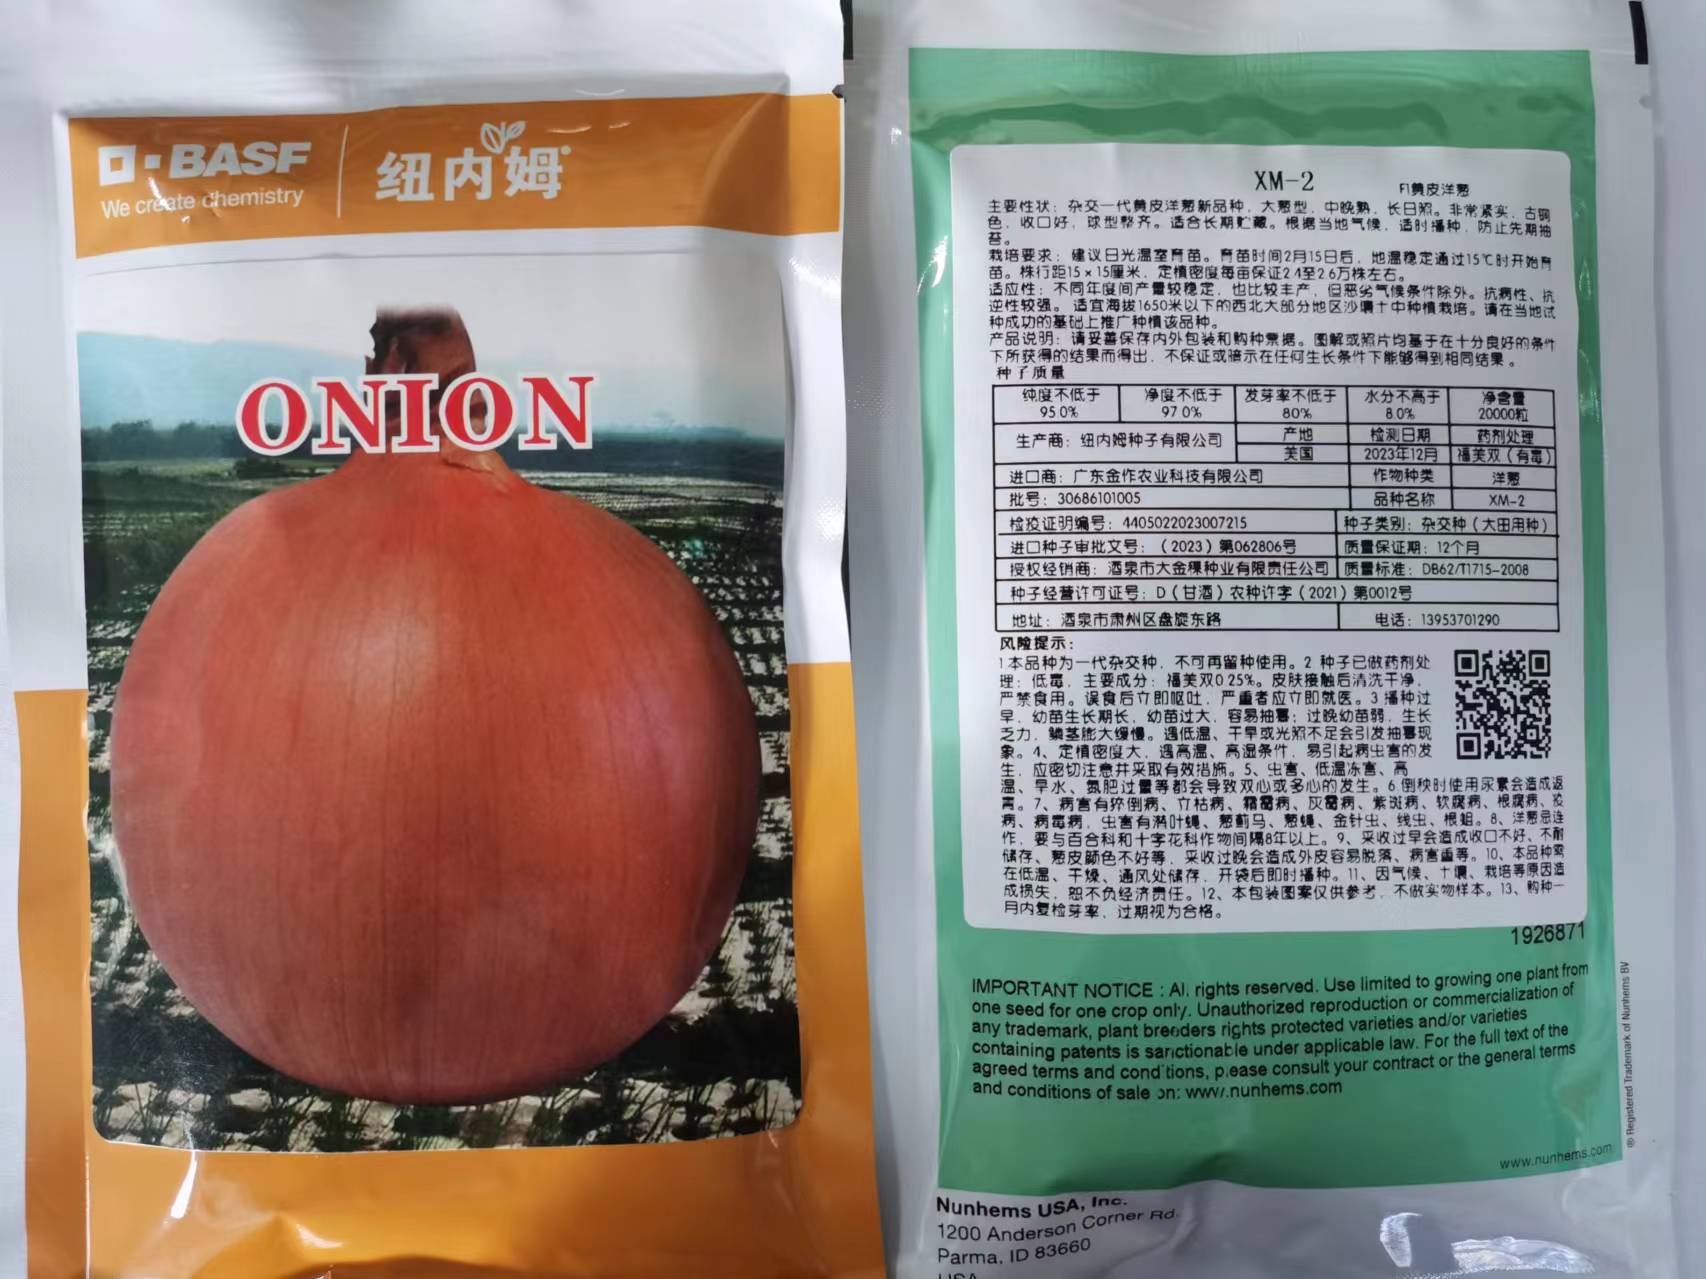 BASF
We create chemistry
纽内姆
ONION
XM-2
F1黄皮洋葱
主要性状：杂交一代黄皮洋葱新品种，大葱型，中晚熟，长日照。非常紧实，古铜
色，收口好，球型整齐。适合长期贮藏。根据当地气候，适时播种，防止先期抽
苔。
栽培要求：建议日光温室育苗。育苗时间2月15日后，地温稳定通过15℃时开始育
苗。株行距15×15厘米，定植密度每亩保证2.4至2.6万株左右。
适应性：不同年度间产量较稳定，也比较丰产，但恶劣气候条件除外。抗病性、抗
逆性较强。适宜海拔1650米以下的西北大部分地区沙壤土中种植栽培。请在当地试
种成功的基础上推广种植该品种。
产品说明：请妥善保存内外包装和购种票据。图解或照片均基于在十分良好的条件
下所获得的结果而得出，不保证或暗示在任何生长条件下能够得到相同结果。
种子质量
纯度不低于 净度不低于 发芽率不低于 水分不高于 净含量
95.0% 97.0% 80% 8.0% 20000粒
生产商：纽内姆种子有限公司 产地 检测日期 药剂处理
美国 2023年12月 福美双（有毒）
进口商：广东金作农业科技有限公司 作物种类 洋葱
批号：30686101005 品种名称 XM-2
检疫证明编号：4405022023007215 种子类别：杂交种（大田用种）
进口种子审批文号：（2023）第062806号 质量保证期：12个月
授权经销商：酒泉市大金稞种业有限责任公司 质量标准：DB62/T1715-2008
种子经营许可证号：D（甘酒）农种许字（2021）第0012号
地址：酒泉市肃州区盘旋东路 电话：13953701290
风险提示：
1本品种为一代杂交种，不可再留种使用。2 种子已做药剂处
理：低毒，主要成分：福美双0.25%。皮肤接触后清洗干净，
严禁食用。误食后立即呕吐，严重者应立即就医。3.播种过
早，幼苗生长期长，幼苗过大，容易抽薹；过晚幼苗弱，生长
乏力，鳞茎膨大缓慢。遇低温、干旱或光照不足会引发抽薹现
象。4、定植密度大，遇高温、高湿条件，易引起病虫害的发
生，应密切注意并采取有效措施。5、虫害、低温冻害、高
温、旱水、氮肥过量等都会导致双心或多心的发生。6.倒秧时使用尿素会造成返
青。7、病害有猝倒病、立枯病、霜霉病、灰霉病、紫斑病、软腐病、根腐病、疫
病、病毒病，虫害有潜叶蝇、葱蓟马、葱蝇、金针虫、线虫、根蛆。8、洋葱忌连
作，要与百合科和十字花科作物间隔8年以上。9、采收过早会造成收口不好、不耐
储存、葱皮颜色不好等，采收过晚会造成外皮容易脱落、病害重等。10、本品种需
在低温、干燥、通风处储存，开袋后即时播种。11、因气候、土壤、栽培等原因造
成损失，恕不负经济责任。12、本包装图案仅供参考，不做实物样本。13、购种一
月内复检芽率，过期视为合格。
1926871
IMPORTANT NOTICE : All rights reserved. Use limited to growing one plant from
one seed for one crop only. Unauthorized reproduction or commercialization of
any trademark, plant breeders rights protected varieties and/or varieties
containing patents is sanctionable under applicable law. For the full text of the
agreed terms and conditions, please consult your contract or the general terms
and conditions of sale on: www.nunhems.com
® Registered Trademark of Nunhems BV
www.nunhems.com
Nunhems USA, Inc.
1200 Anderson Corner Rd.
Parma, ID 83660
USA